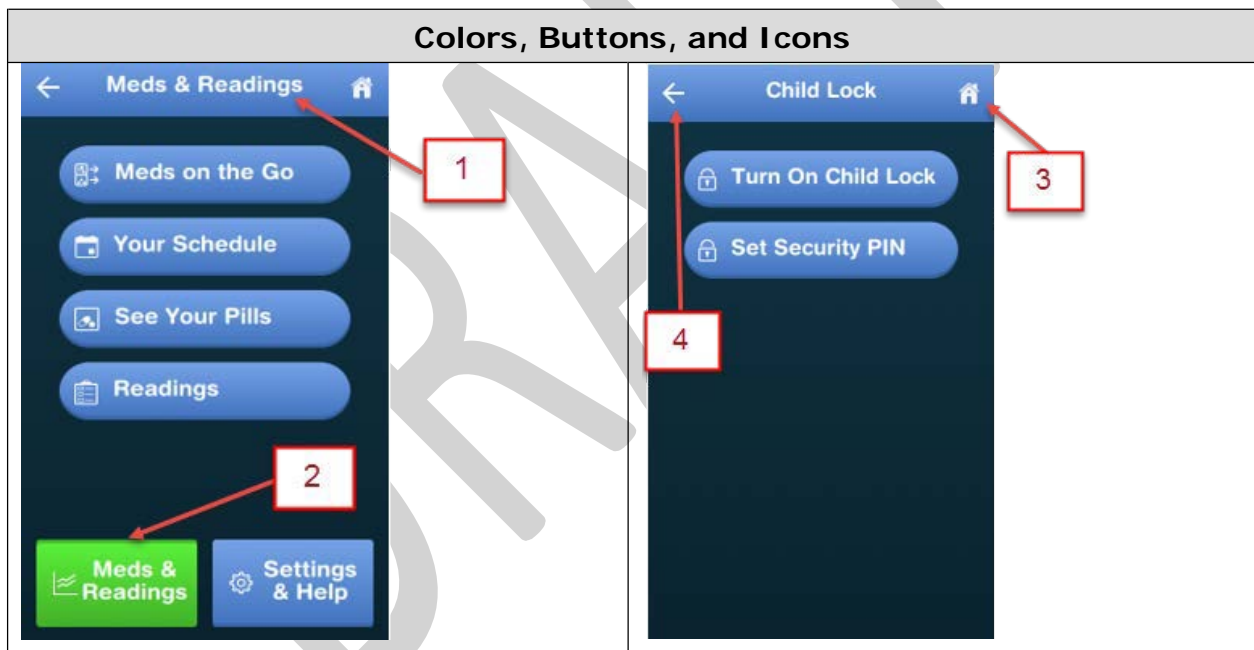 Colors, Buttons, and Icons
Meds & Readings
1
Meds on the Go
Your Schedule
See Your Pills
Readings
2
Meds &
Readings
Settings
& Help
Child Lock
3
Turn On Child Lock
Set Security PIN
4